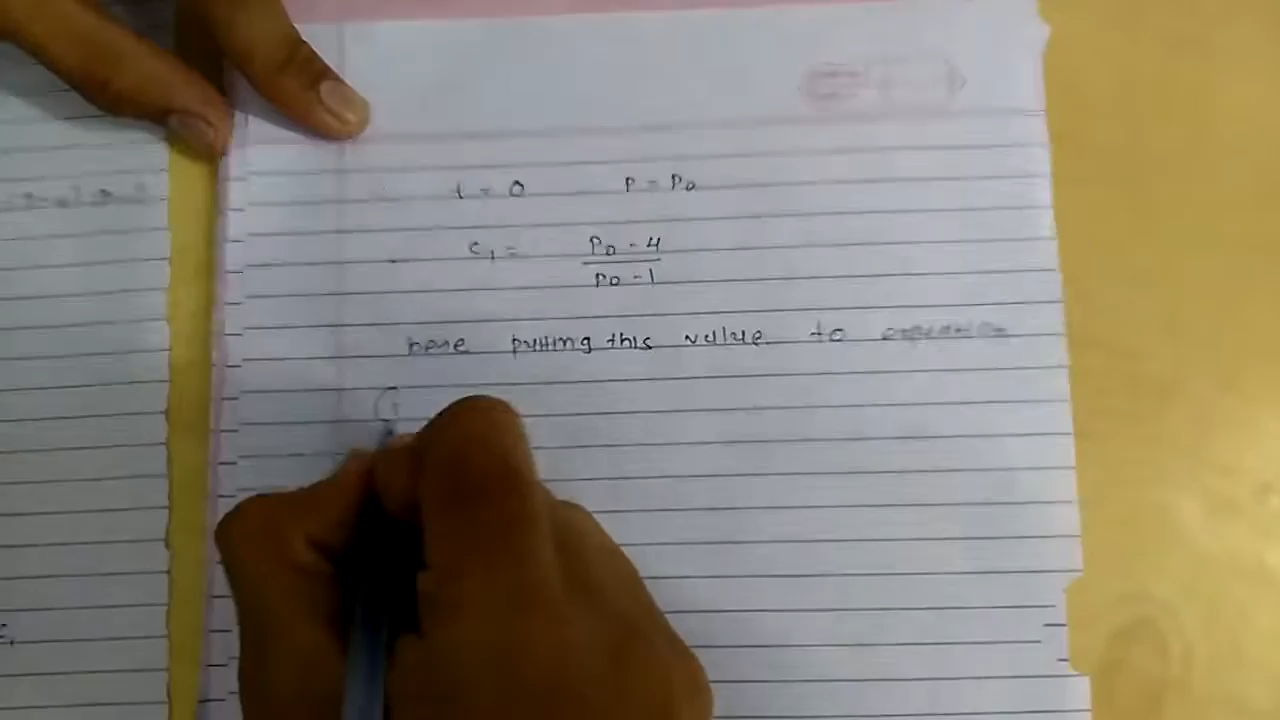 t = 0 P = P0
c1 = P0 - 4 / P0 - 1
here putting this value to